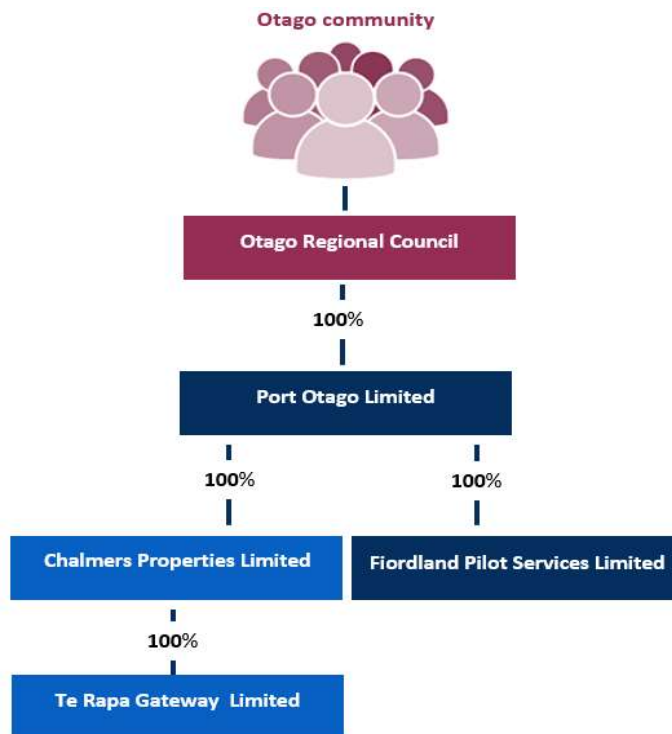 Otago community
Otago Regional Council
100%
Port Otago Limited
100%
100%
Chalmers Properties Limited
Fiordland Pilot Services Limited
100%
Te Rapa Gateway Limited